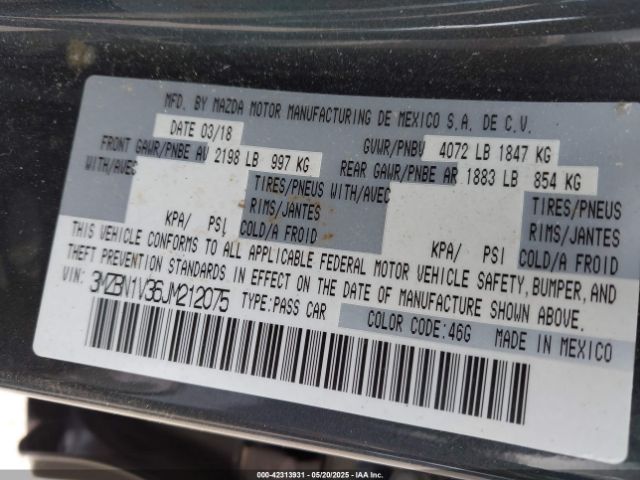 MFD. BY MAZDA MOTOR MANUFACTURING DE MEXICO S.A. DE C.V.
DATE 03/18 GVWR/PNBV 4072 LB 1847 KG
FRONT GAWR/PNBE AV 2198 LB 997 KG REAR GAWR/PNBE AR 1883 LB 854 KG
WITH/AVEC TIRES/PNEUS WITH/AVEC TIRES/PNEUS
RIMS/JANTES RIMS/JANTES
KPA/ PSI COLD/A FROID KPA/ PSI COLD/A FROID
THIS VEHICLE CONFORMS TO ALL APPLICABLE FEDERAL MOTOR VEHICLE SAFETY, BUMPER, AND
THEFT PREVENTION STANDARDS IN EFFECT ON THE DATE OF MANUFACTURE SHOWN ABOVE.
VIN: 3MZBN1V36JM212075 TYPE:PASS CAR
COLOR CODE:46G MADE IN MEXICO
000-42313931 - 05/20/2025 - IAAI.COM